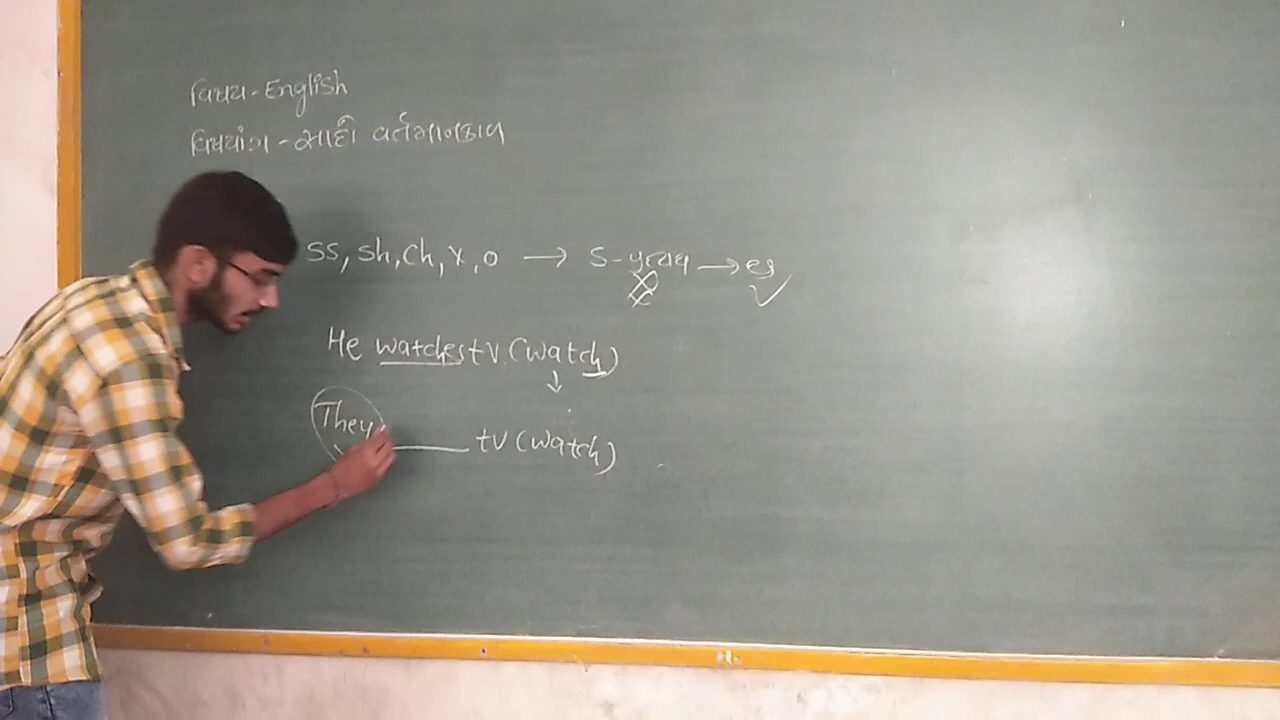 વિષય - English
વિષયાંગ - સાદો વર્તમાનકાળ
ss, sh, ch, x, o → s - પ્રત્યય → es
He watches tv. (watch)
↓
They ____ tv (watch)